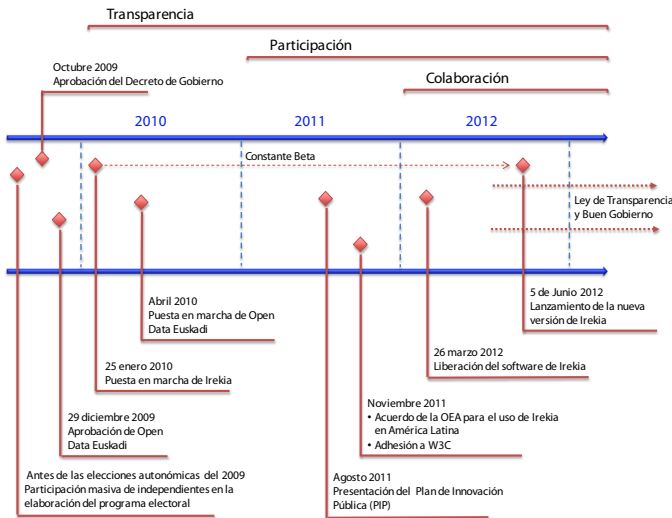 Transparencia
Participación
Colaboración
Octubre 2009
Aprobación del Decreto de Gobierno
2010
2011
2012
Constante Beta
Ley de Transparencia
y Buen Gobierno
Abril 2010
Puesta en marcha de Open
Data Euskadi
5 de Junio 2012
Lanzamiento de la nueva
versión de Irekia
25 enero 2010
Puesta en marcha de Irekia
26 marzo 2012
Liberación del software de Irekia
29 diciembre 2009
Aprobación de Open
Data Euskadi
Noviembre 2011
• Acuerdo de la OEA para el uso de Irekia
en América Latina
• Adhesión a W3C
Antes de las elecciones autonómicas del 2009
Participación masiva de independientes en la
elaboración del programa electoral
Agosto 2011
Presentación del Plan de Innovación
Pública (PIP)